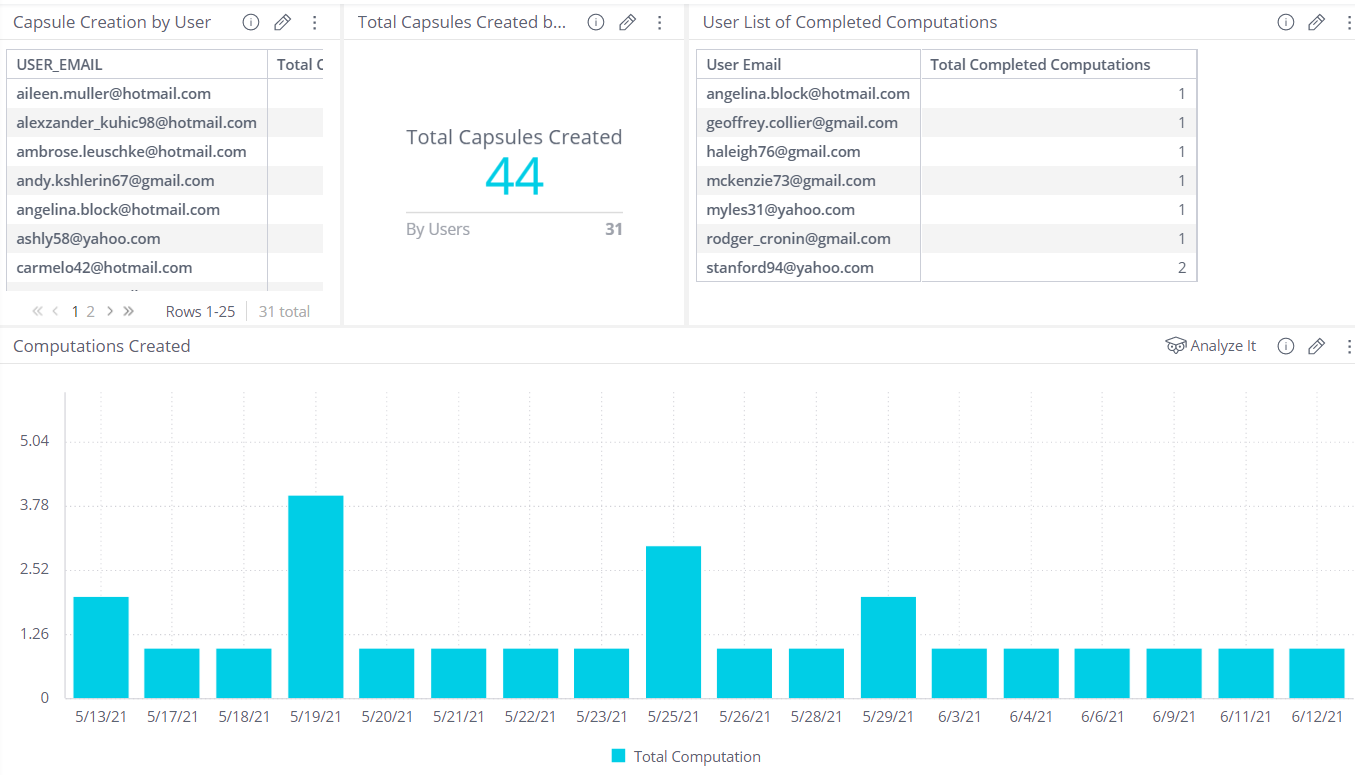 Capsule Creation by User
USER_EMAIL Total C
aileen.muller@hotmail.com
alexzander_kuhic98@hotmail.com
ambrose.leuschke@hotmail.com
andy.kshlerin67@gmail.com
angelina.block@hotmail.com
ashly58@yahoo.com
carmelo42@hotmail.com
1 2 Rows 1-25 31 total
Total Capsules Created b...
Total Capsules Created
44
By Users 31
User List of Completed Computations
User Email Total Completed Computations
angelina.block@hotmail.com 1
geoffrey.collier@gmail.com 1
haleigh76@gmail.com 1
mckenzie73@gmail.com 1
myles31@yahoo.com 1
rodger_cronin@gmail.com 1
stanford94@yahoo.com 2
Computations Created Analyze It
5.04
3.78
2.52
1.26
0
5/13/21 5/17/21 5/18/21 5/19/21 5/20/21 5/21/21 5/22/21 5/23/21 5/25/21 5/26/21 5/28/21 5/29/21 6/3/21 6/4/21 6/6/21 6/9/21 6/11/21 6/12/21
Total Computation